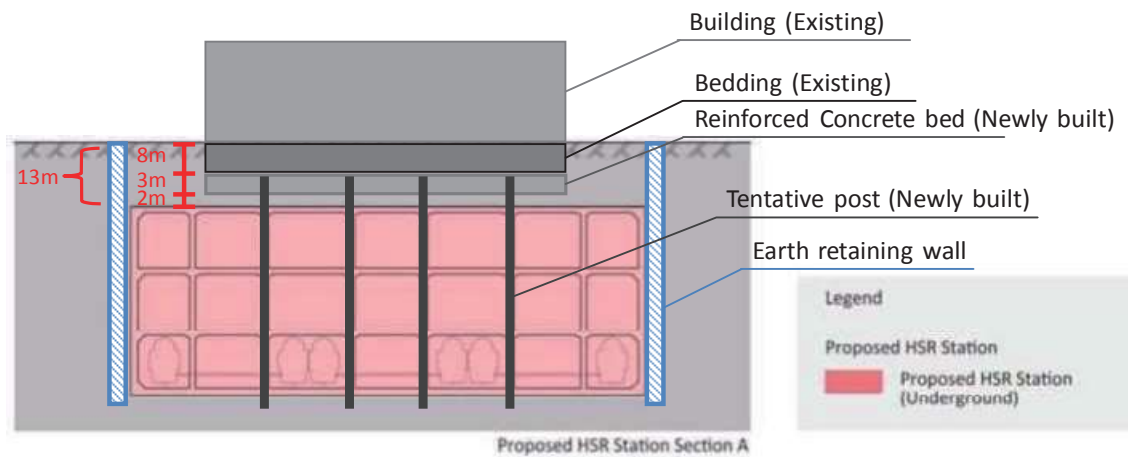 Building (Existing)
Bedding (Existing)
Reinforced Concrete bed (Newly built)
8m
13m
3m
2m
Tentative post (Newly built)
Earth retaining wall
Legend
Proposed HSR Station
Proposed HSR Station
(Underground)
Proposed HSR Station Section A